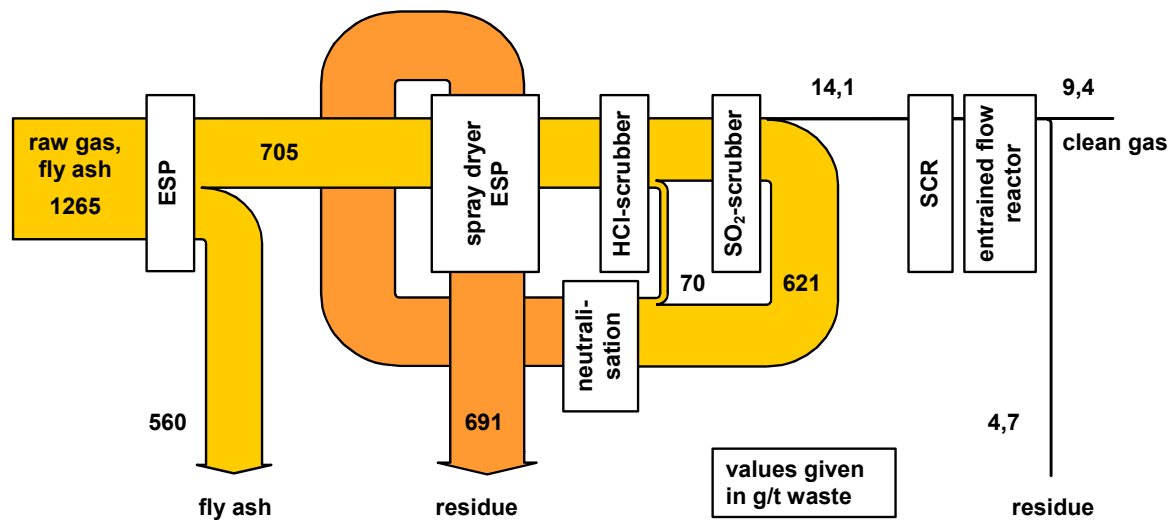 14,1
9,4
raw gas,
fly ash
1265
ESP
705
spray dryer
ESP
HCl-scrubber
SO₂-scrubber
SCR
entrained flow
reactor
clean gas
70
621
neutrali-
sation
560
691
4,7
values given
in g/t waste
fly ash
residue
residue